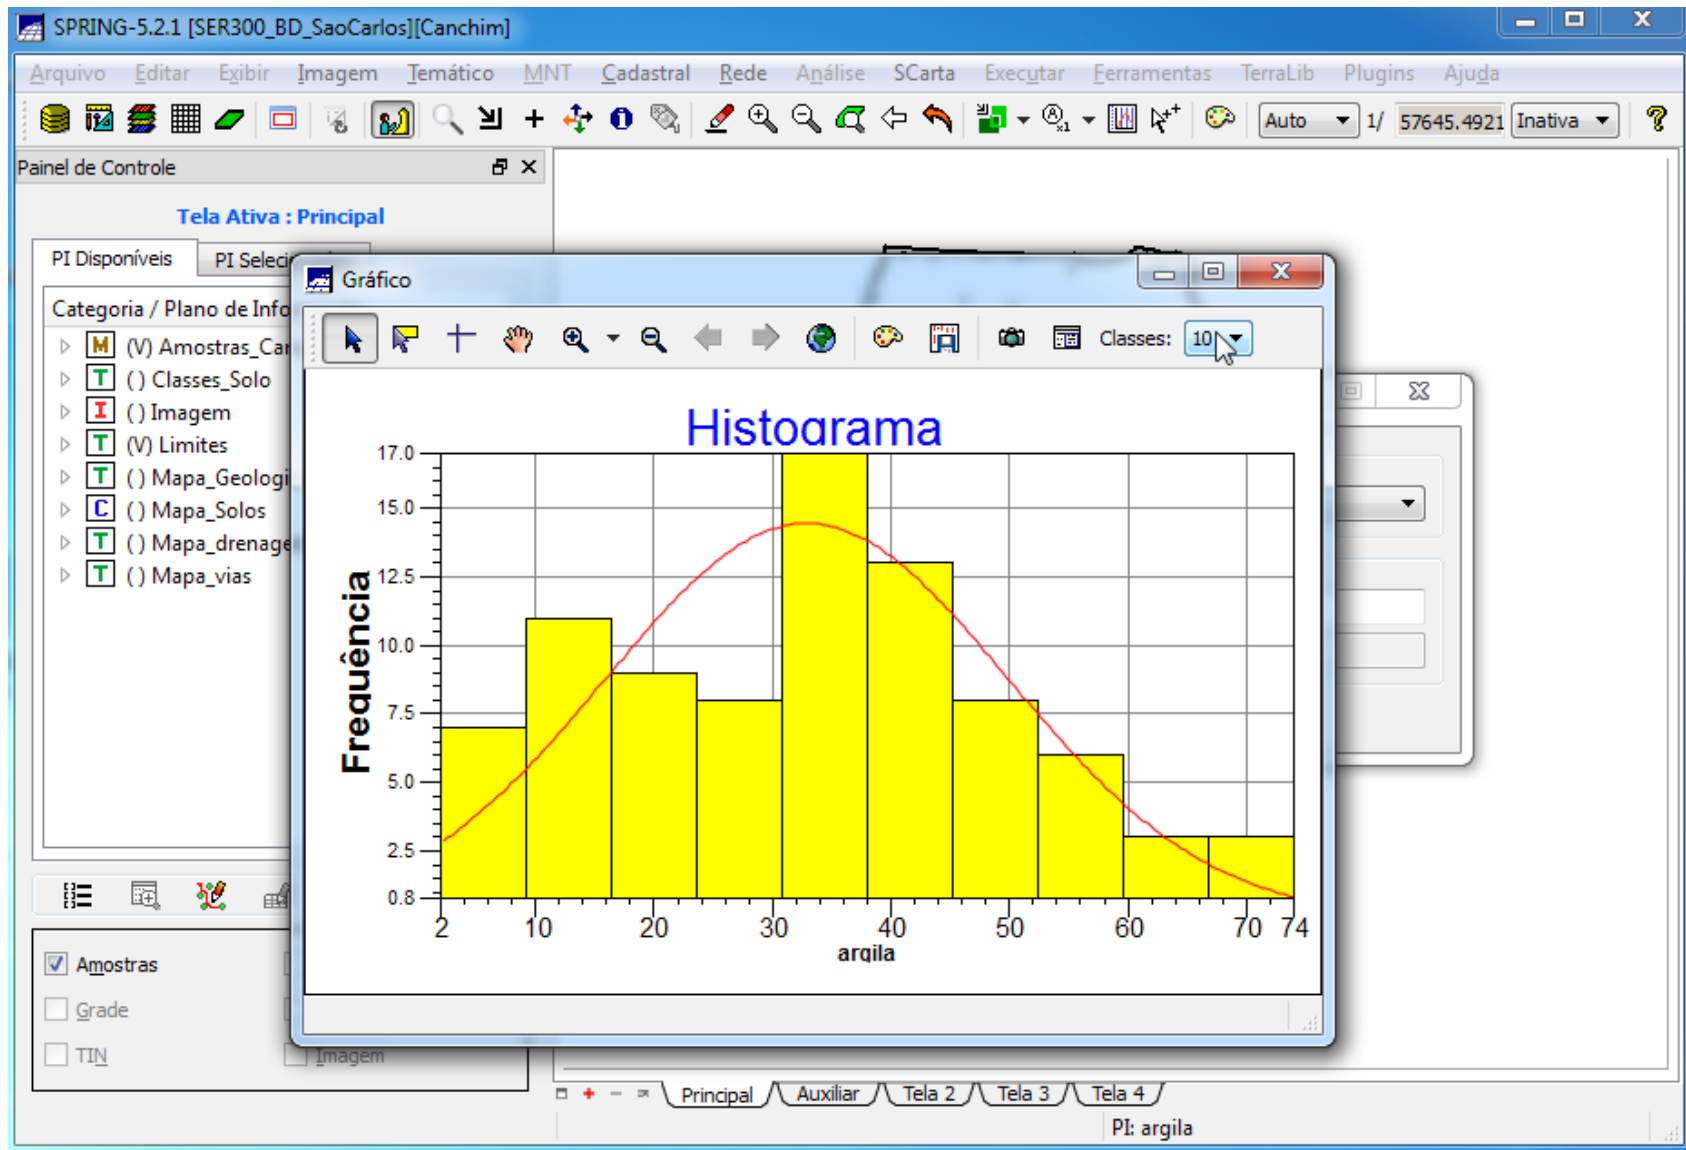 SPRING-5.2.1 [SER300_BD_SaoCarlos][Canchim]
Arquivo Editar Exibir Imagem Temático MNT Cadastral Rede Análise SCarta Executar Ferramentas TerraLib Plugins Ajuda
Auto 1/ 57645.4921 Inativa
Painel de Controle
Tela Ativa : Principal
PI Disponíveis PI Seleci
Categoria / Plano de Info
(V) Amostras_Car
( ) Classes_Solo
( ) Imagem
(V) Limites
( ) Mapa_Geologi
( ) Mapa_Solos
( ) Mapa_drenage
( ) Mapa_vias
Amostras
Grade
TIN Imagem
Gráfico
Classes: 10
Histograma
17.0
15.0
12.5
10.0
7.5
5.0
2.5
0.8
Frequência
2 10 20 30 40 50 60 70 74
argila
Principal Auxiliar Tela 2 Tela 3 Tela 4
PI: argila